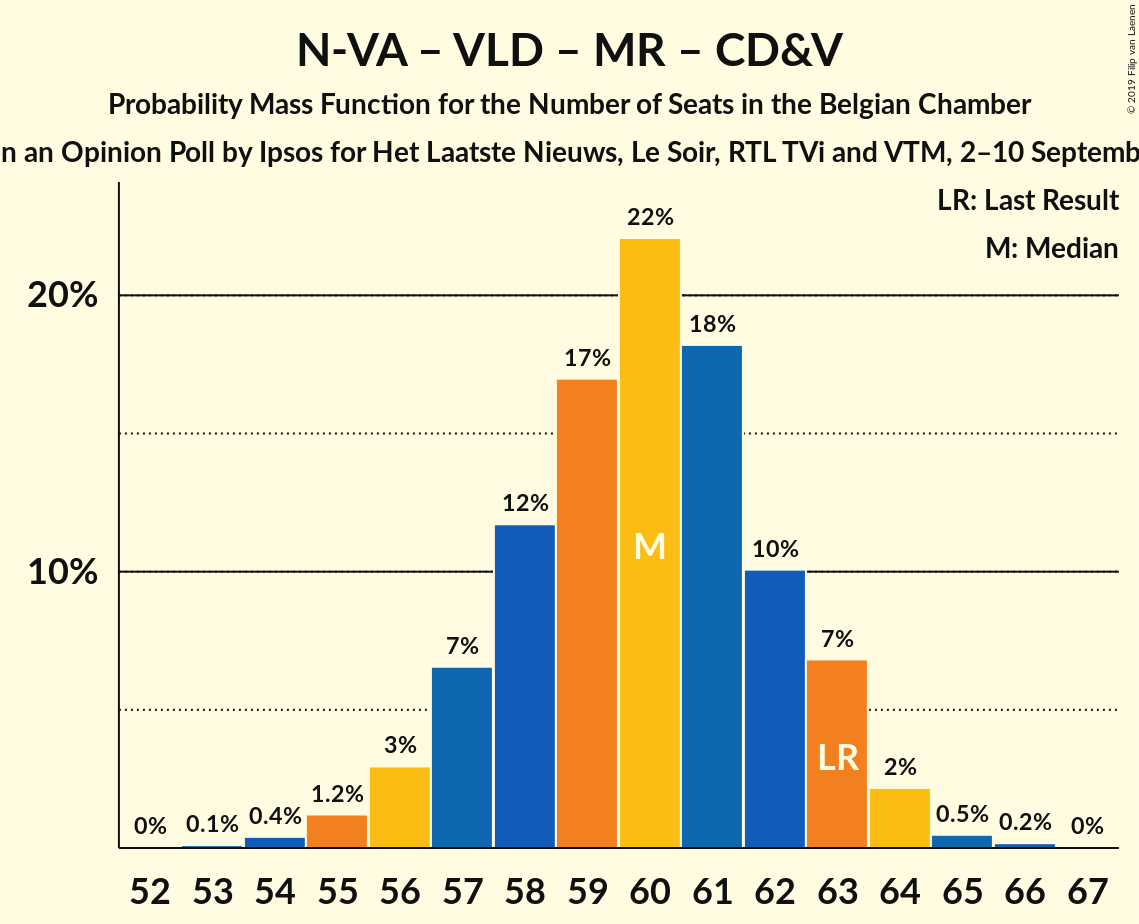 N-VA – VLD – MR – CD&V
Probability Mass Function for the Number of Seats in the Belgian Chamber
an Opinion Poll by Ipsos for Het Laatste Nieuws, Le Soir, RTL TVi and VTM, 2–10
LR: Last Result
M: Median
© 2019 Filip van Laenen
22%
20%
18%
17%
12%
M
10%
10%
7%
7%
3%
LR
2%
1.2%
0.4%
0.5%
0.2%
0%
0.1%
0%
52 53 54 55 56 57 58 59 60 61 62 63 64 65 66 67